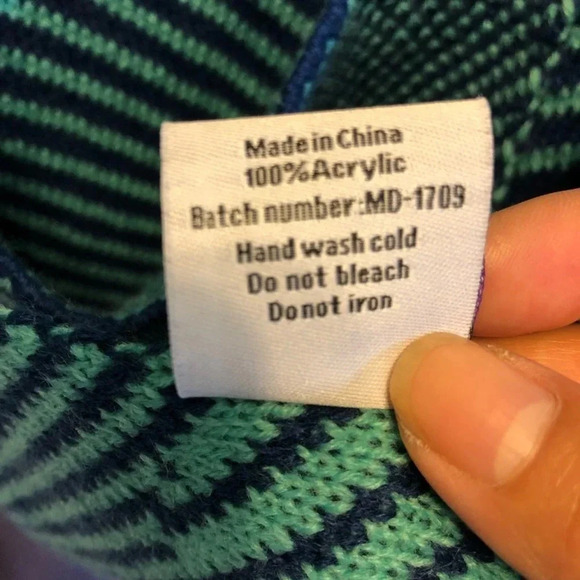 Made in China
100%Acrylic
Batch number:MD-1709
Hand wash cold
Do not bleach
Do not iron